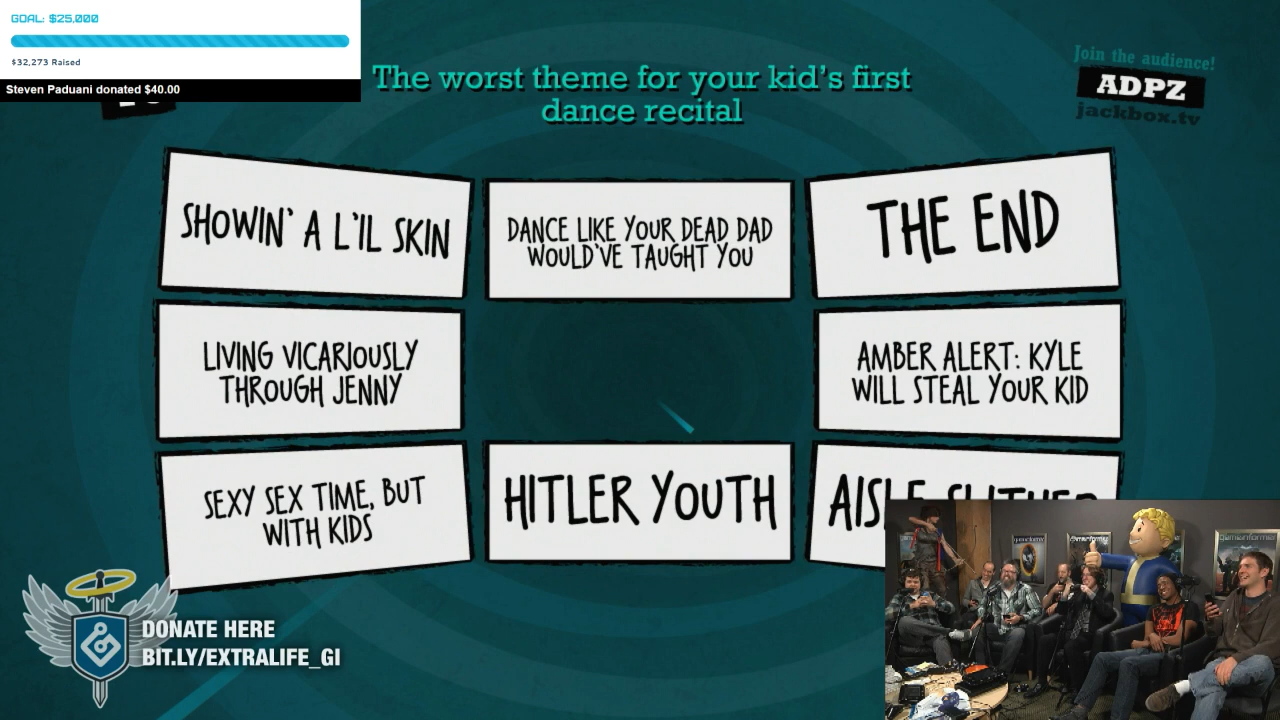 GOAL: $25,000
$32,273 Raised
Steven Paduani donated $40.00
The worst theme for your kid's first
dance recital
Join the audience!
ADPZ
jackbox.tv
SHOWIN' A L'IL SKIN
DANCE LIKE YOUR DEAD DAD
WOULD'VE TAUGHT YOU
THE END
LIVING VICARIOUSLY
THROUGH JENNY
AMBER ALERT: KYLE
WILL STEAL YOUR KID
SEXY SEX TIME, BUT
WITH KIDS
HITLER YOUTH
AISLE
gameinformer
gameinformer
DONATE HERE
BIT.LY/EXTRALIFE_GI